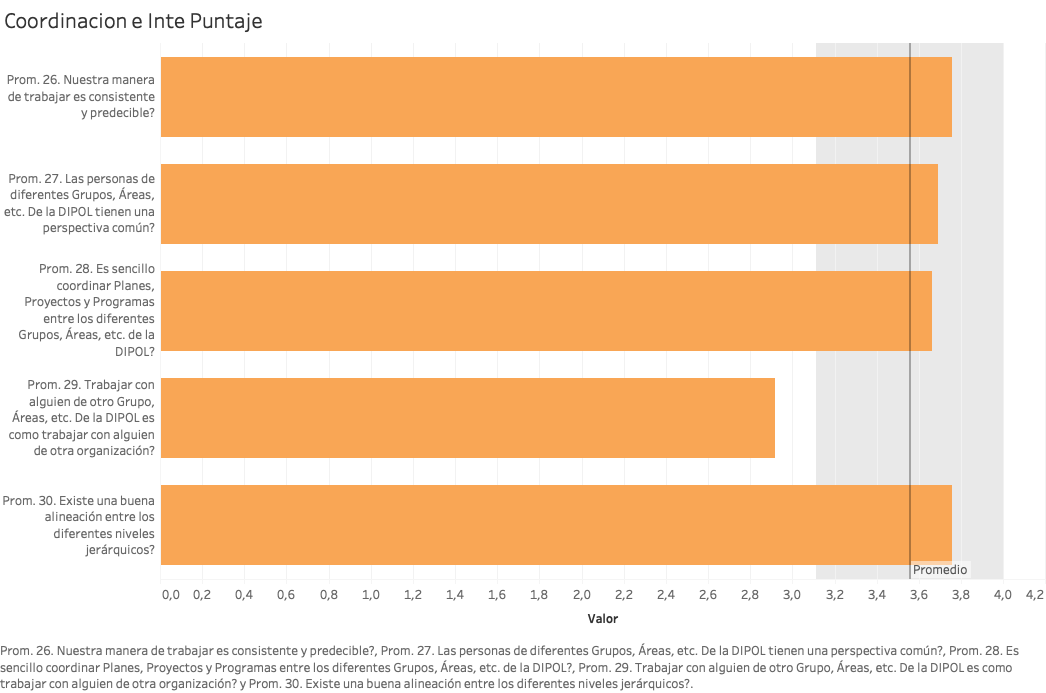 Coordinacion e Inte Puntaje
Prom. 26. Nuestra manera
de trabajar es consistente
y predecible?
Prom. 27. Las personas de
diferentes Grupos, Áreas,
etc. De la DIPOL tienen una
perspectiva común?
Prom. 28. Es sencillo
coordinar Planes,
Proyectos y Programas
entre los diferentes
Grupos, Áreas, etc. de la
DIPOL?
Prom. 29. Trabajar con
alguien de otro Grupo,
Áreas, etc. De la DIPOL es
como trabajar con alguien
de otra organización?
Prom. 30. Existe una buena
alineación entre los
diferentes niveles
jerárquicos?
Promedio
0,0 0,2 0,4 0,6 0,8 1,0 1,2 1,4 1,6 1,8 2,0 2,2 2,4 2,6 2,8 3,0 3,2 3,4 3,6 3,8 4,0 4,2
Valor
Prom. 26. Nuestra manera de trabajar es consistente y predecible?, Prom. 27. Las personas de diferentes Grupos, Áreas, etc. De la DIPOL tienen una perspectiva común?, Prom. 28. Es
sencillo coordinar Planes, Proyectos y Programas entre los diferentes Grupos, Áreas, etc. de la DIPOL?, Prom. 29. Trabajar con alguien de otro Grupo, Áreas, etc. De la DIPOL es como
trabajar con alguien de otra organización? y Prom. 30. Existe una buena alineación entre los diferentes niveles jerárquicos?.